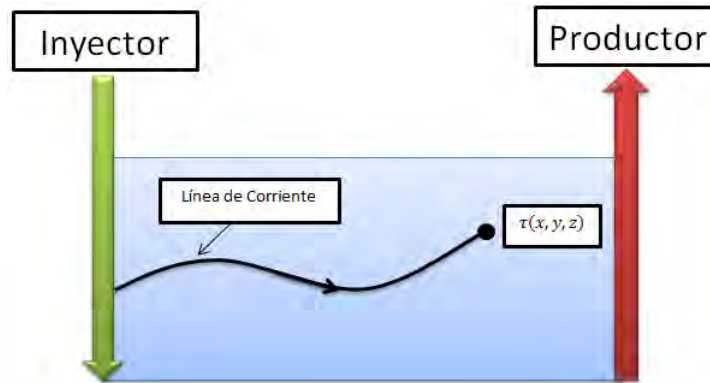 Inyector
Productor
Línea de Corriente
τ(x, y, z)